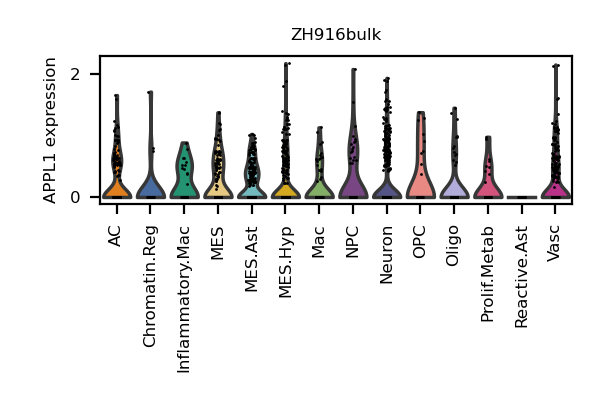 ZH916bulk
APPL1 expression
2
0
AC
Chromatin.Reg
Inflammatory.Mac
MES
MES.Ast
MES.Hyp
Mac
NPC
Neuron
OPC
Oligo
Prolif.Metab
Reactive.Ast
Vasc